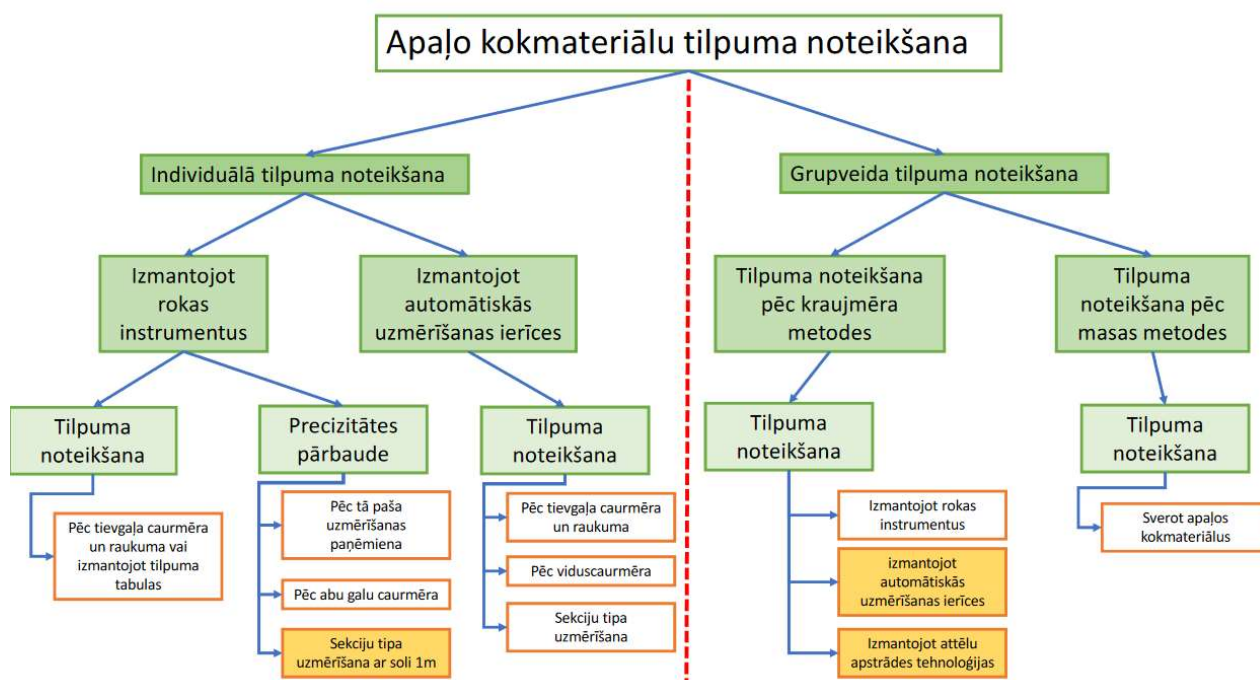 Apaļo kokmateriālu tilpuma noteikšana
Individuālā tilpuma noteikšana
Grupveida tilpuma noteikšana
Izmantojot
rokas
instrumentus
Izmantojot
automātiskās
uzmērīšanas ierīces
Tilpuma noteikšana
pēc kraujmēra
metodes
Tilpuma
noteikšana pēc
masas metodes
Tilpuma
noteikšana
Precizitātes
pārbaude
Tilpuma
noteikšana
Tilpuma
noteikšana
Tilpuma
noteikšana
Pēc tievgaļa caurmēra
un raukuma vai
izmantojot tilpuma
tabulas
Pēc tā paša
uzmērīšanas
paņēmiena
Pēc abu galu caurmēra
Sekciju tipa
uzmērīšana ar soli 1m
Pēc tievgaļa caurmēra
un raukuma
Pēc viduscaurmēra
Sekciju tipa
uzmērīšana
Izmantojot rokas
instrumentus
izmantojot
automātiskās
uzmērīšanas ierīces
Izmantojot attēlu
apstrādes tehnoloģijas
Sverot apaļos
kokmateriālus